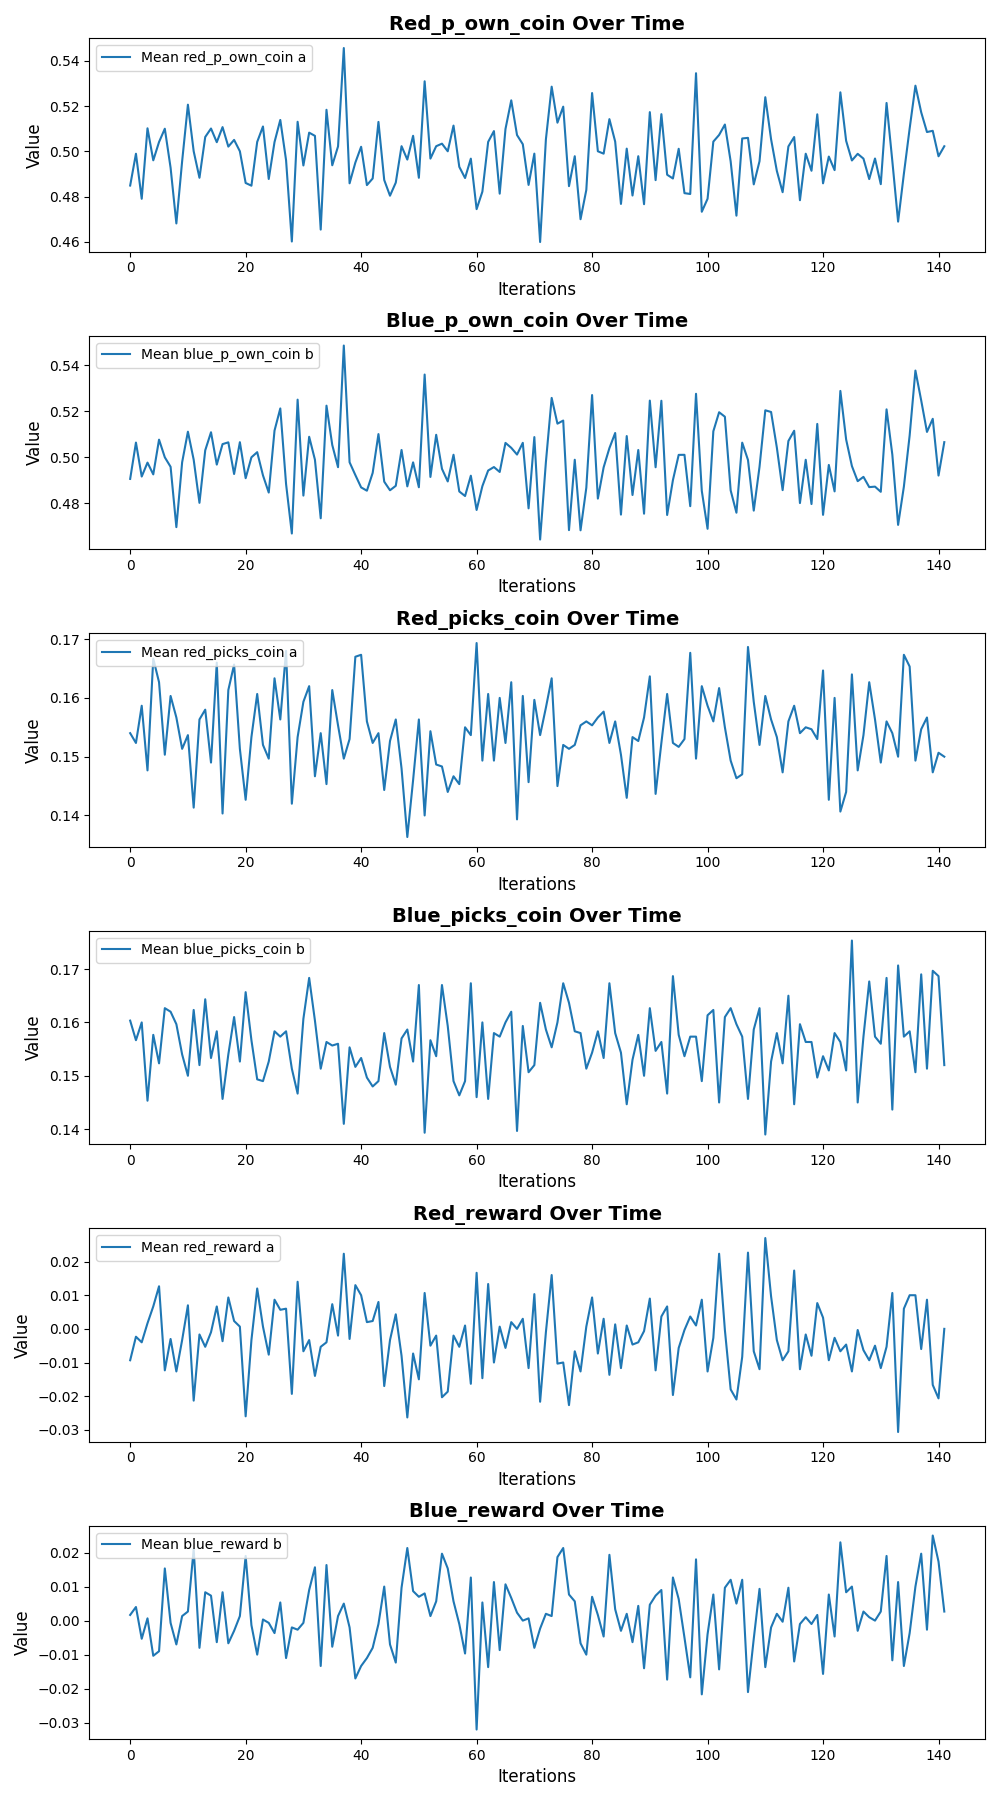 Red_p_own_coin Over Time
Mean red_p_own_coin a
0.54
0.52
0.50
0.48
0.46
Value
0 20 40 60 80 100 120 140
Iterations
Blue_p_own_coin Over Time
Mean blue_p_own_coin b
0.54
0.52
0.50
0.48
Value
0 20 40 60 80 100 120 140
Iterations
Red_picks_coin Over Time
Mean red_picks_coin a
0.17
0.16
0.15
0.14
Value
0 20 40 60 80 100 120 140
Iterations
Blue_picks_coin Over Time
Mean blue_picks_coin b
0.17
0.16
0.15
0.14
Value
0 20 40 60 80 100 120 140
Iterations
Red_reward Over Time
Mean red_reward a
0.02
0.01
0.00
−0.01
−0.02
−0.03
Value
0 20 40 60 80 100 120 140
Iterations
Blue_reward Over Time
Mean blue_reward b
0.02
0.01
0.00
−0.01
−0.02
−0.03
Value
0 20 40 60 80 100 120 140
Iterations